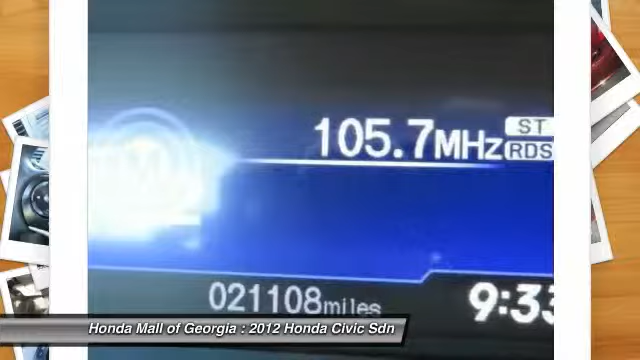 105.7MHz ST
RDS
021108miles 9:33
Honda Mall of Georgia : 2012 Honda Civic Sdn